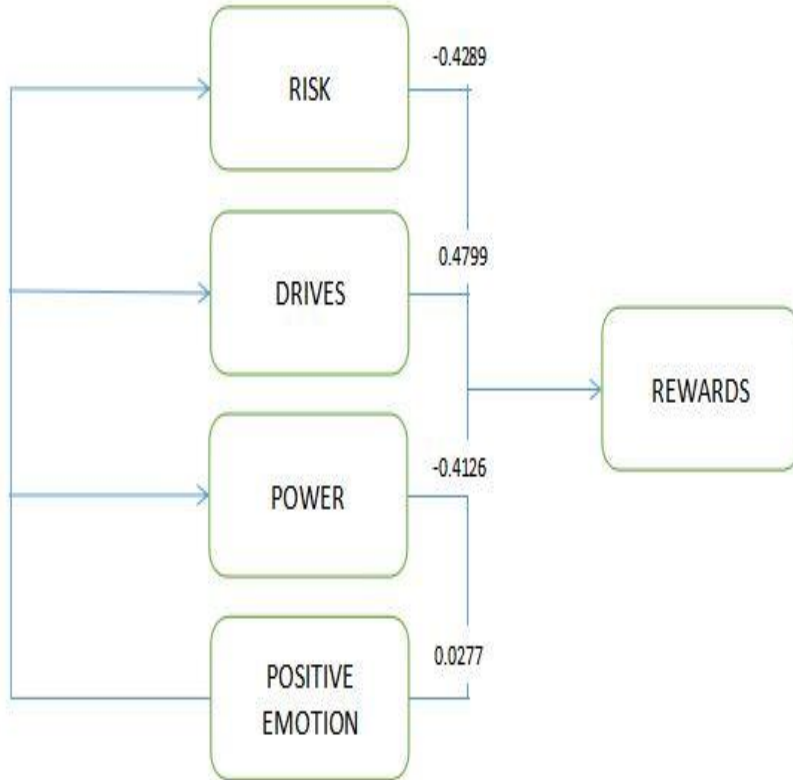 -0.4289
RISK
0.4799
DRIVES
REWARDS
-0.4126
POWER
0.0277
POSITIVE
EMOTION